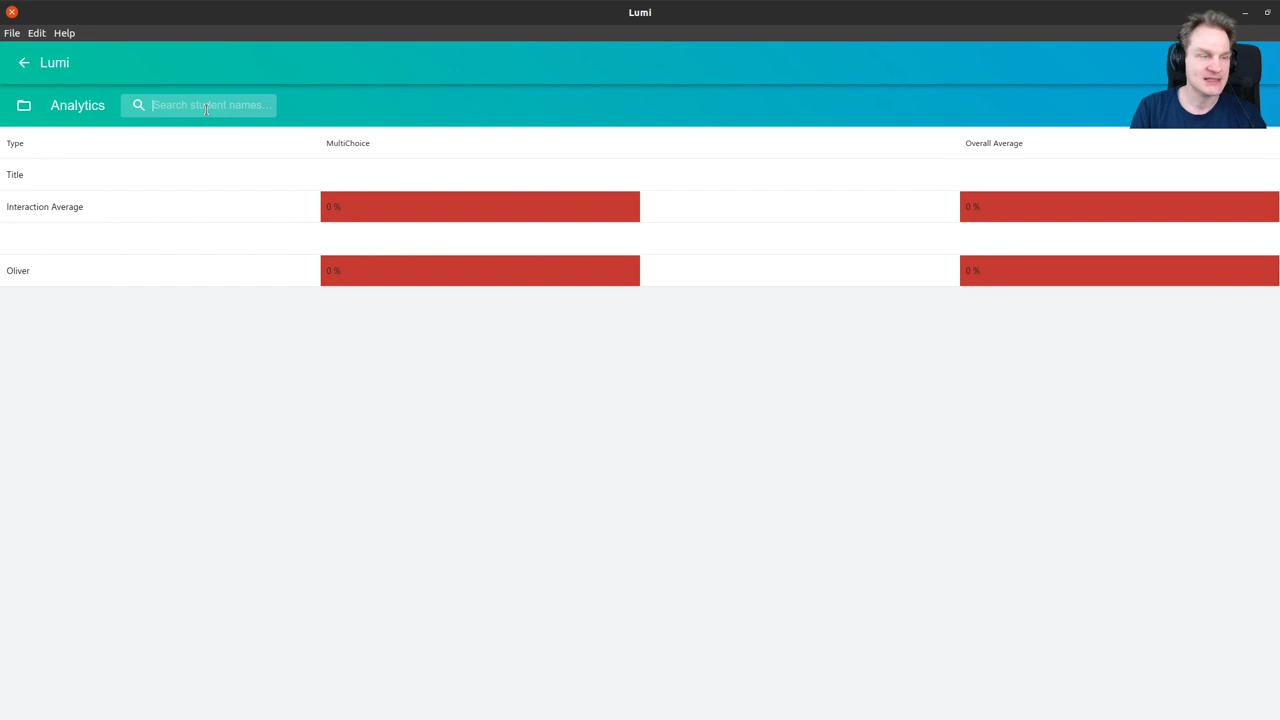 Lumi
File Edit Help
Lumi
Analytics Search student names...
Type MultiChoice Overall Average
Title
Interaction Average 0 % 0 %
Oliver 0 % 0 %